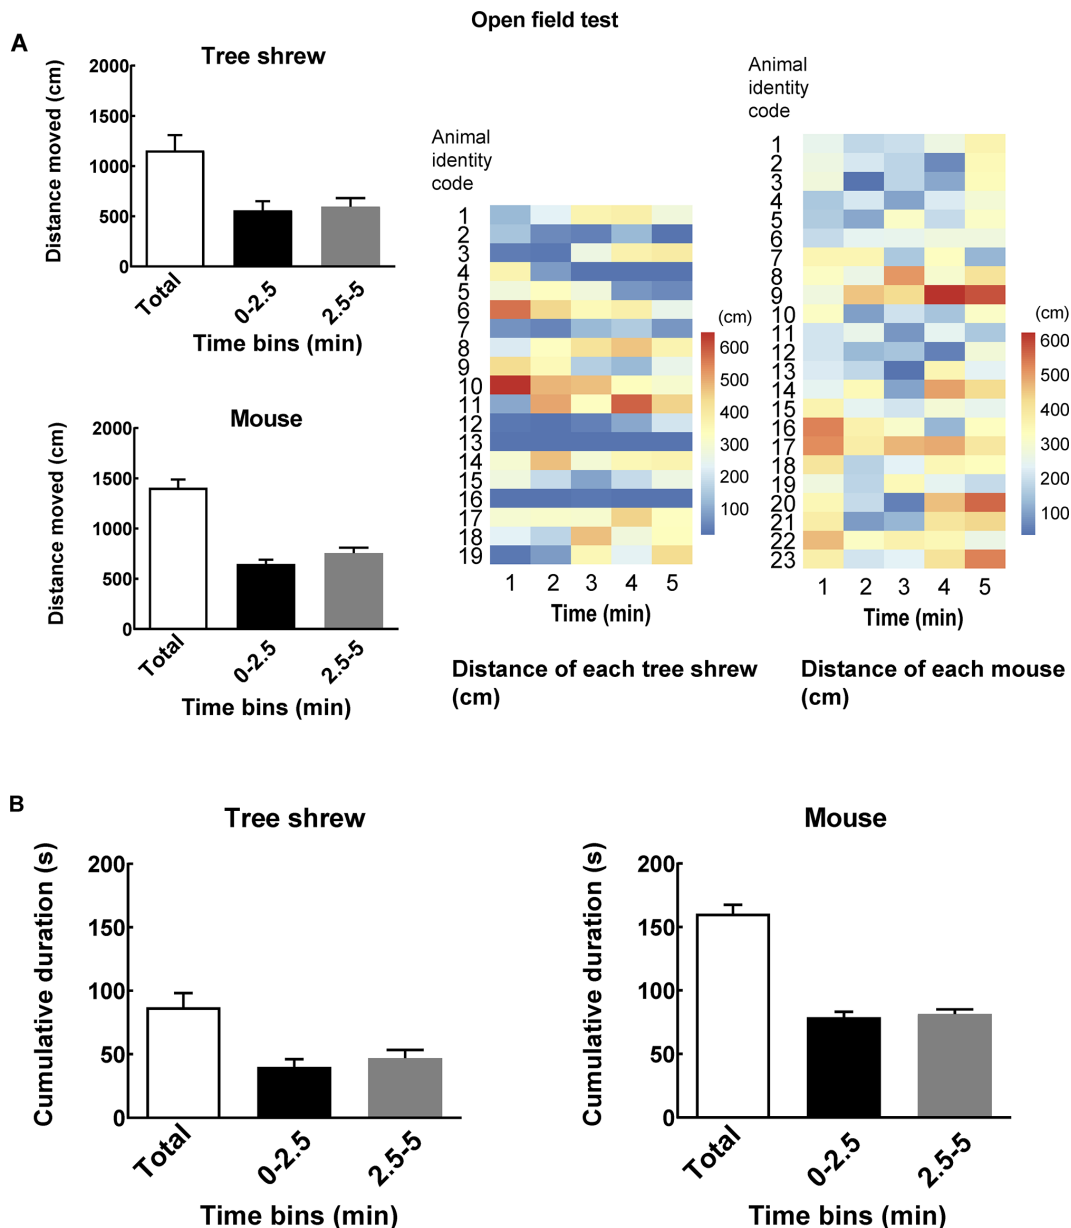 Open field test
A
Tree shrew
Distance moved (cm)
2000
1500
1000
500
0
Total
0-2.5
2.5-5
Time bins (min)
Mouse
Distance moved (cm)
2000
1500
1000
500
0
Total
0-2.5
2.5-5
Time bins (min)
Animal
identity
code
1
2
3
4
5
6
7
8
9
10
11
12
13
14
15
16
17
18
19
1 2 3 4 5
Time (min)
(cm)
600
500
400
300
200
100
Distance of each tree shrew
(cm)
Animal
identity
code
1
2
3
4
5
6
7
8
9
10
11
12
13
14
15
16
17
18
19
20
21
22
23
1 2 3 4 5
Time (min)
(cm)
600
500
400
300
200
100
Distance of each mouse
(cm)
B
Tree shrew
Cumulative duration (s)
200
150
100
50
0
Total
0-2.5
2.5-5
Time bins (min)
Mouse
Cumulative duration (s)
200
150
100
50
0
Total
0-2.5
2.5-5
Time bins (min)